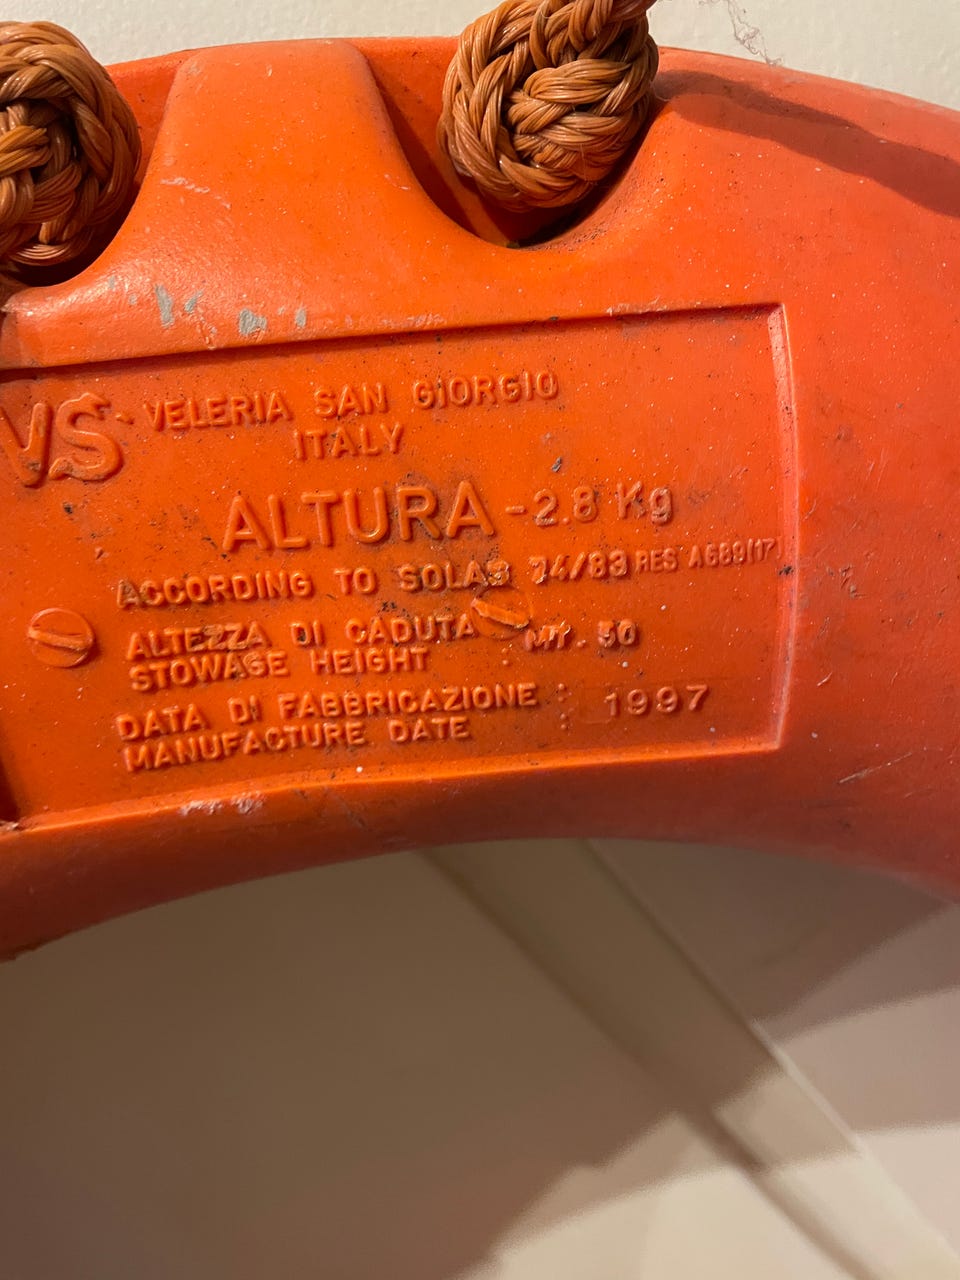 VS VELERIA SAN GIORGIO
ITALY
ALTURA - 2.8 Kg
ACCORDING TO SOLAS 74/83 RES A689(17)
ALTEZZA DI CADUTA
STOWAGE HEIGHT : MT. 50
DATA DI FABBRICAZIONE :
MANUFACTURE DATE : 1997